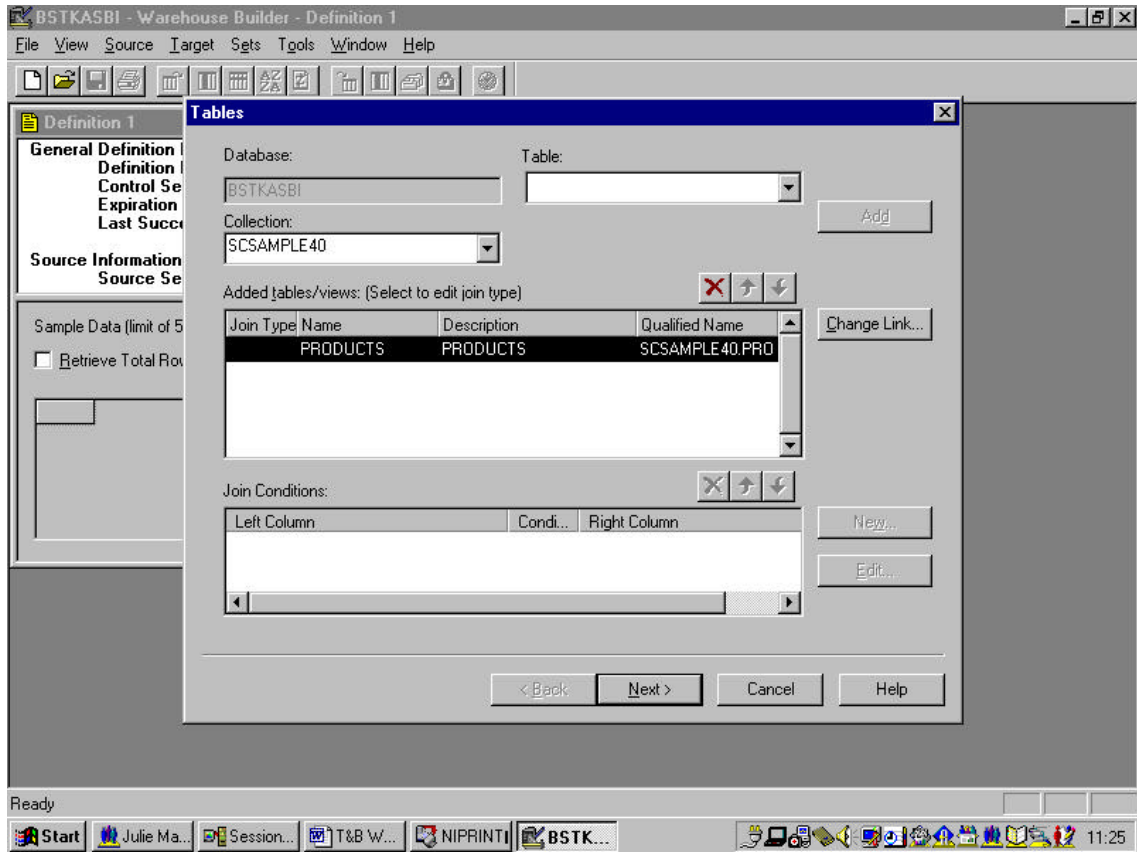 BSTKASBI - Warehouse Builder - Definition 1
File View Source Target Sets Tools Window Help
Definition 1
General Definition
Definition
Control Se
Expiration
Last Succe
Source Information
Source Se
Sample Data (limit of 5
Retrieve Total Rov
Tables
Database:
Table:
BSTKASBI
Add
Collection:
SCSAMPLE40
Added tables/views: (Select to edit join type)
Join Type Name Description Qualified Name
Change Link...
PRODUCTS PRODUCTS SCSAMPLE40.PRO
Join Conditions:
Left Column Condi... Right Column
New...
Edit...
< Back Next > Cancel Help
Ready
Start Julie Ma... Session... T&B W... NIPRINT BSTK... 11:25